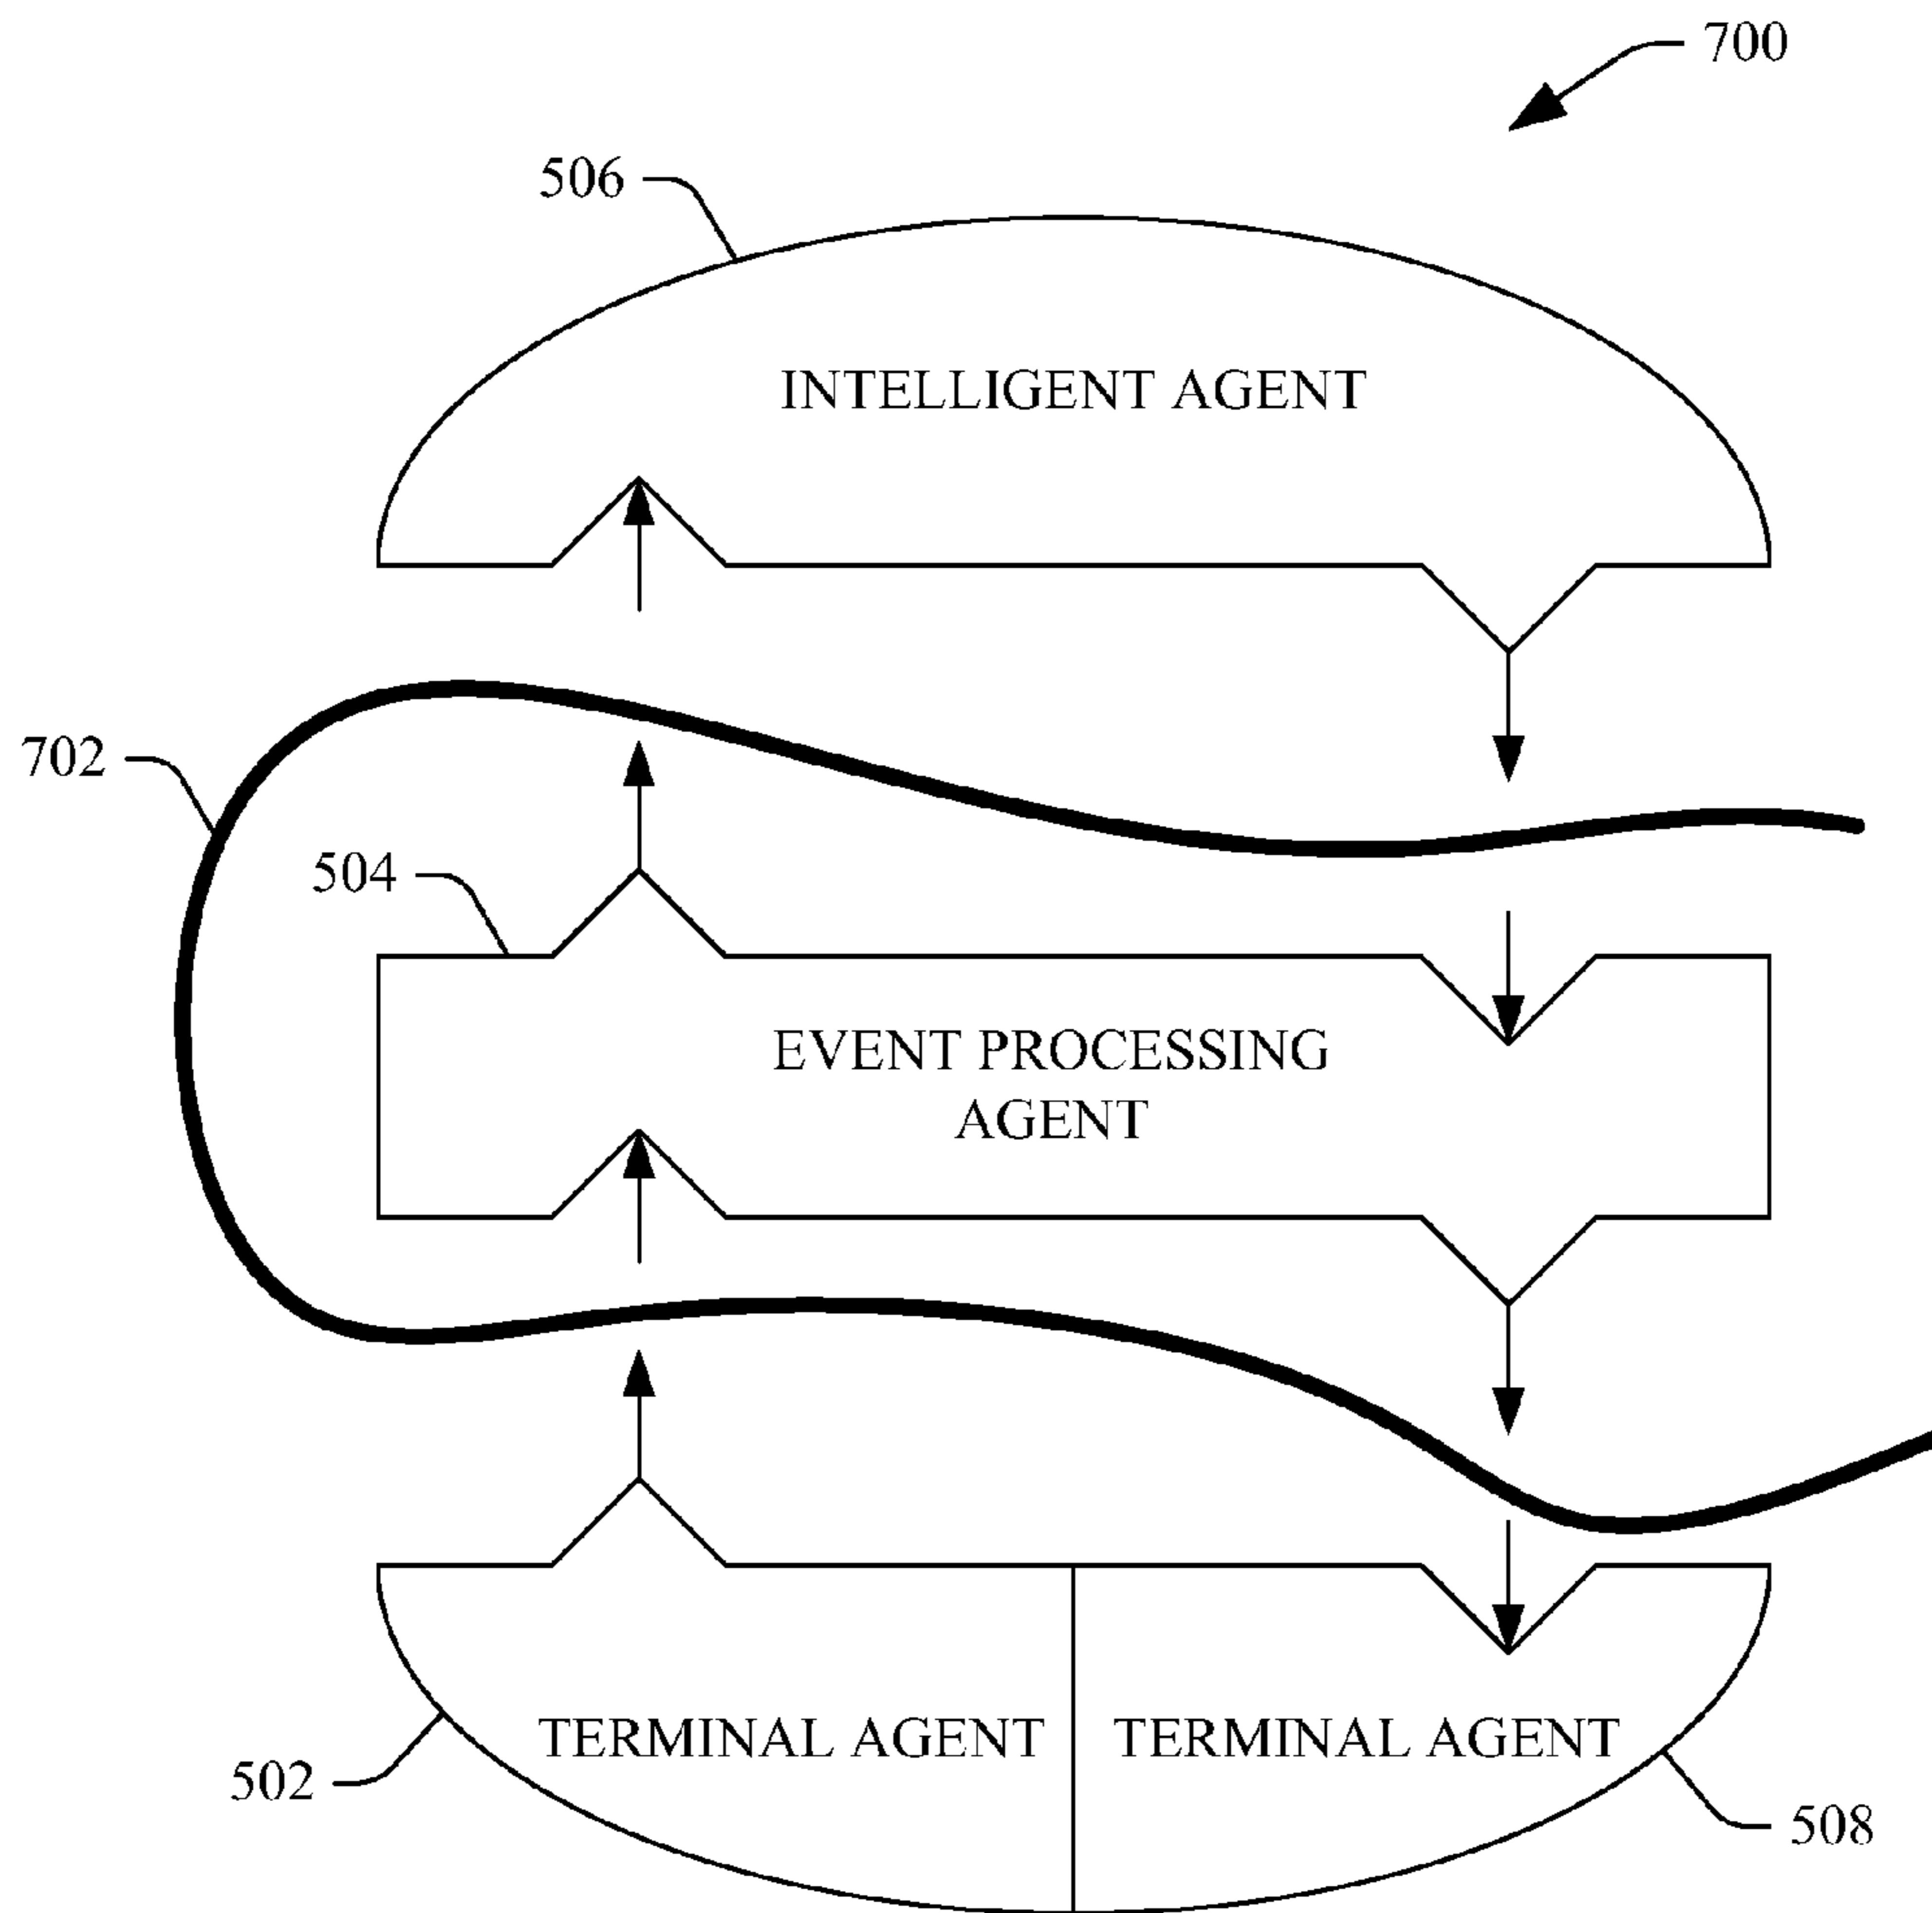 700
506
INTELLIGENT AGENT
702
504
EVENT PROCESSING
AGENT
TERMINAL AGENT
TERMINAL AGENT
502
508